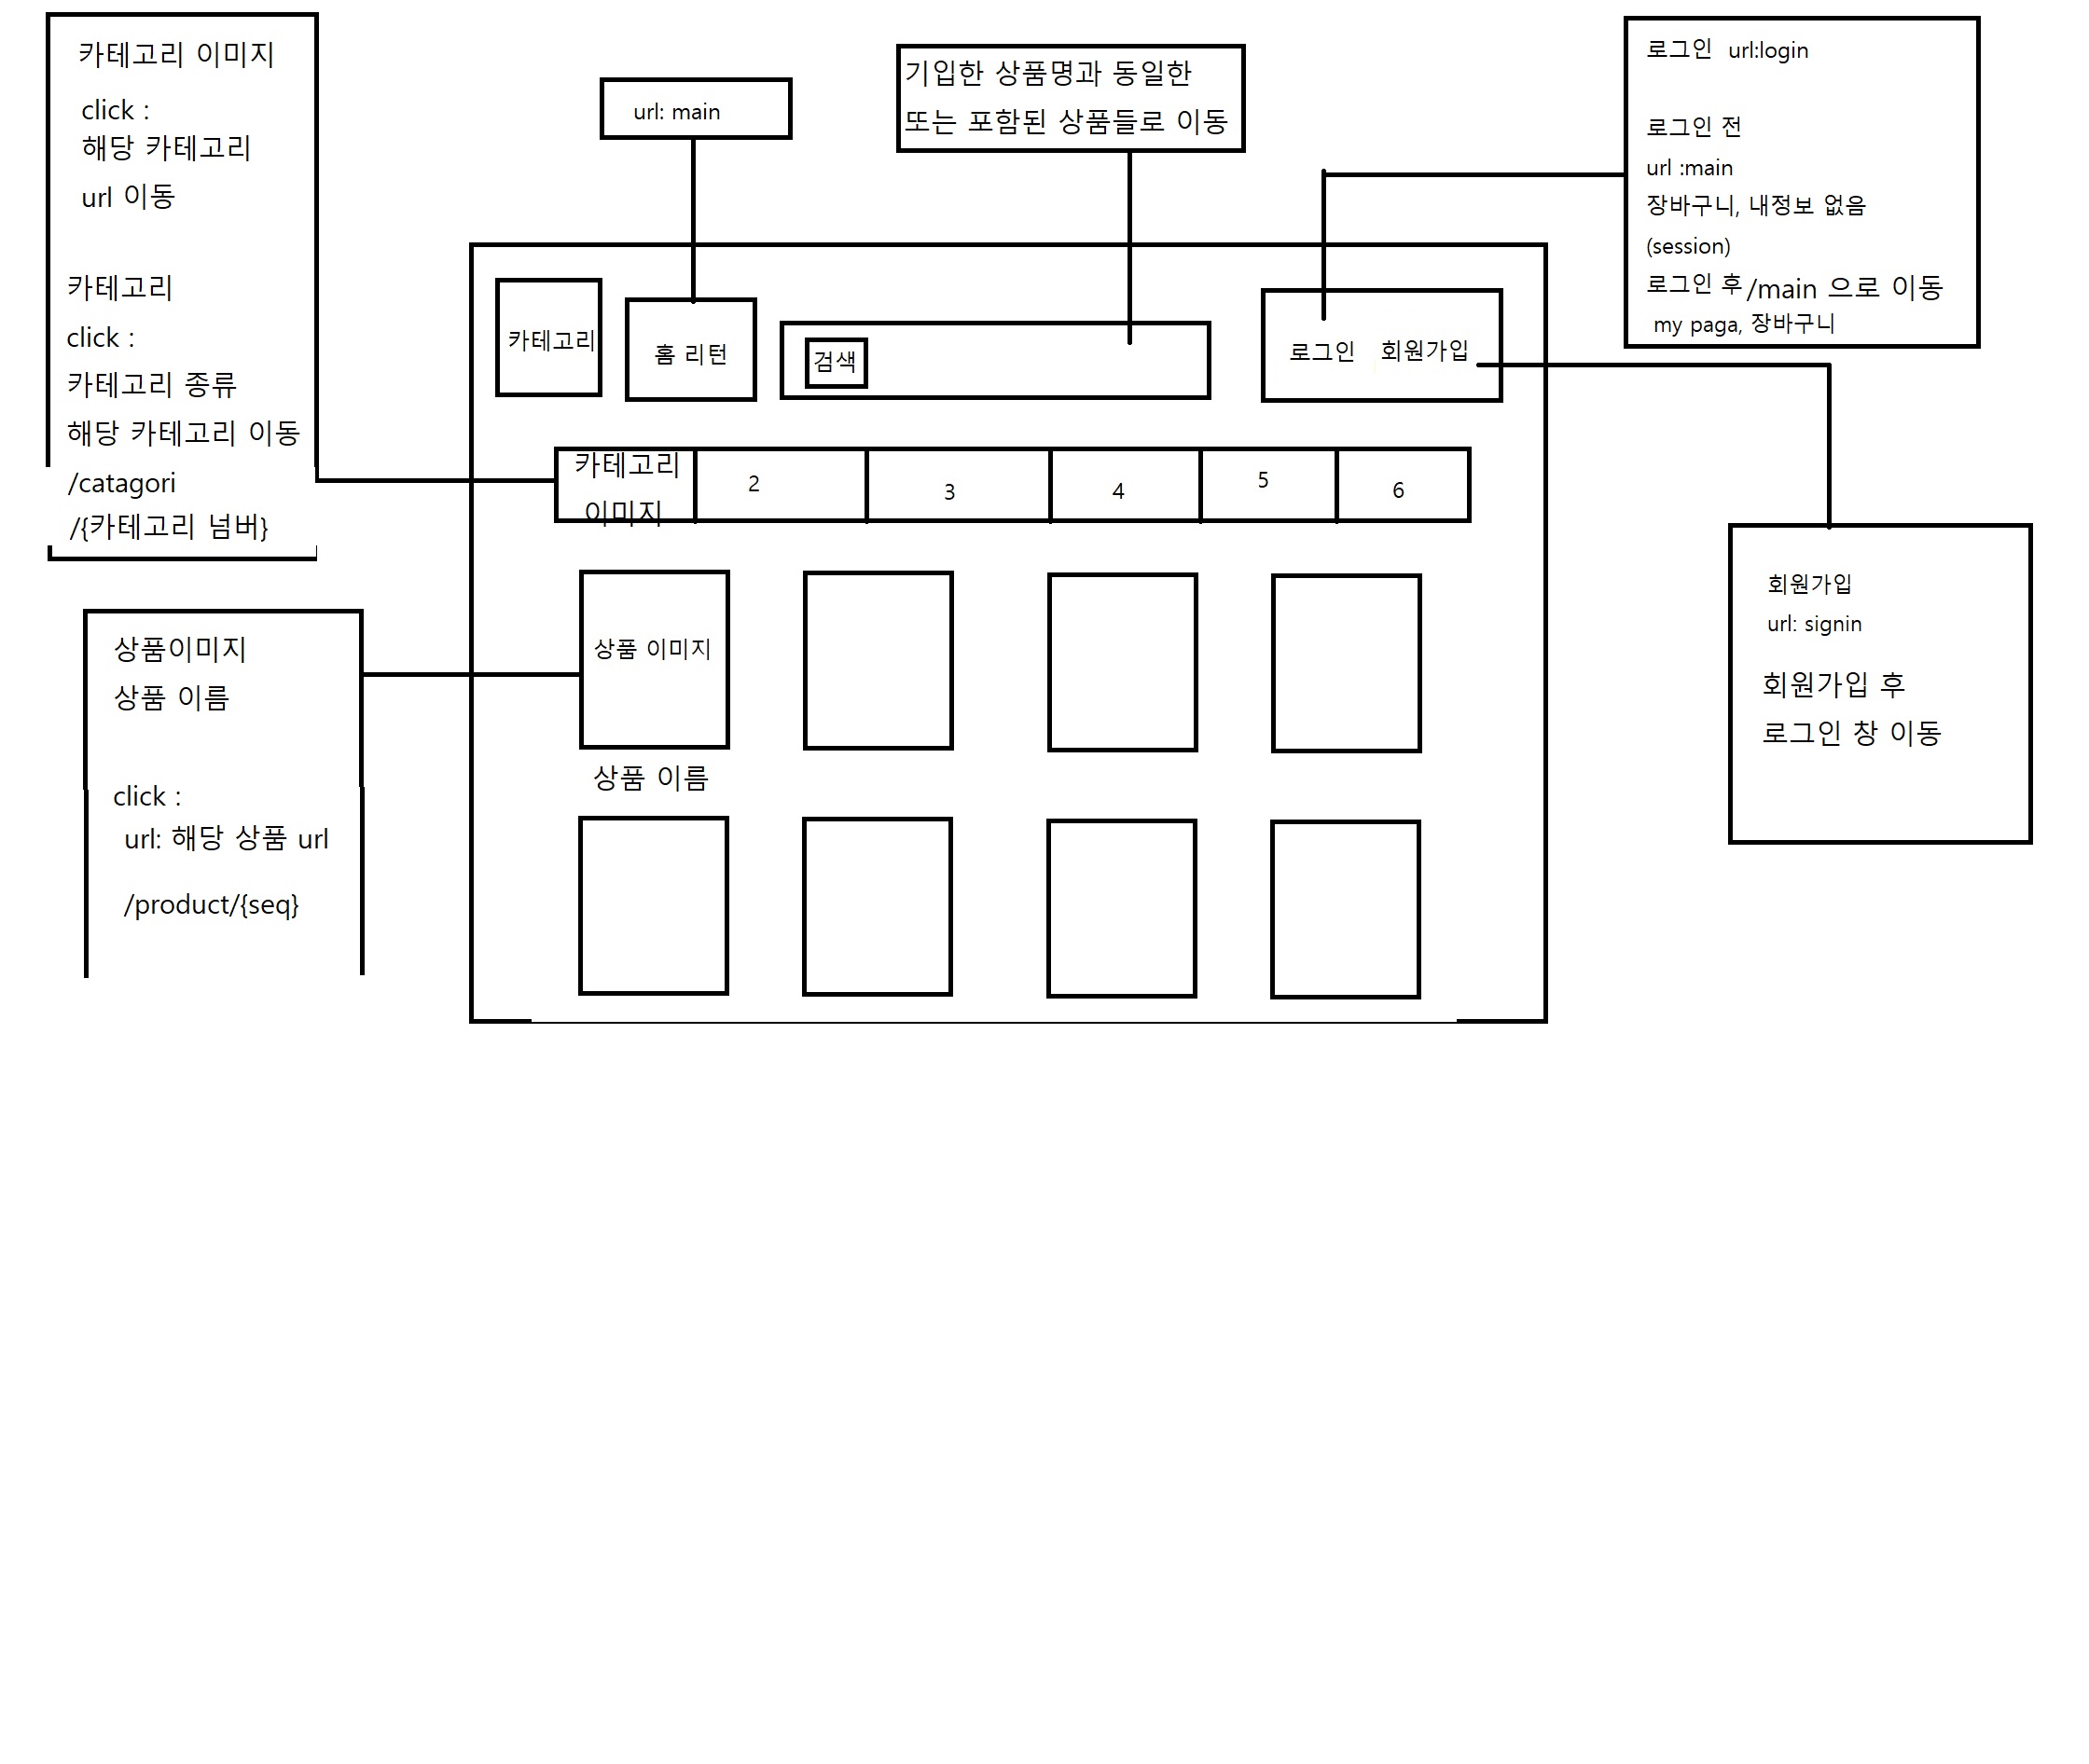 카테고리 이미지
click :
해당 카테고리
url 이동
카테고리
click :
카테고리 종류
해당 카테고리 이동
/catagori
/{카테고리 넘버}
url: main
기입한 상품명과 동일한
또는 포함된 상품들로 이동
로그인 url:login
로그인 전
url :main
장바구니, 내정보 없음
(session)
로그인 후 /main 으로 이동
my paga, 장바구니
카테고리
홈 리턴
검색
로그인 회원가입
카테고리
이미지
2
3
4
5
6
상품이미지
상품 이름
click :
url: 해당 상품 url
/product/{seq}
상품 이미지
상품 이름
회원가입
url: signin
회원가입 후
로그인 창 이동